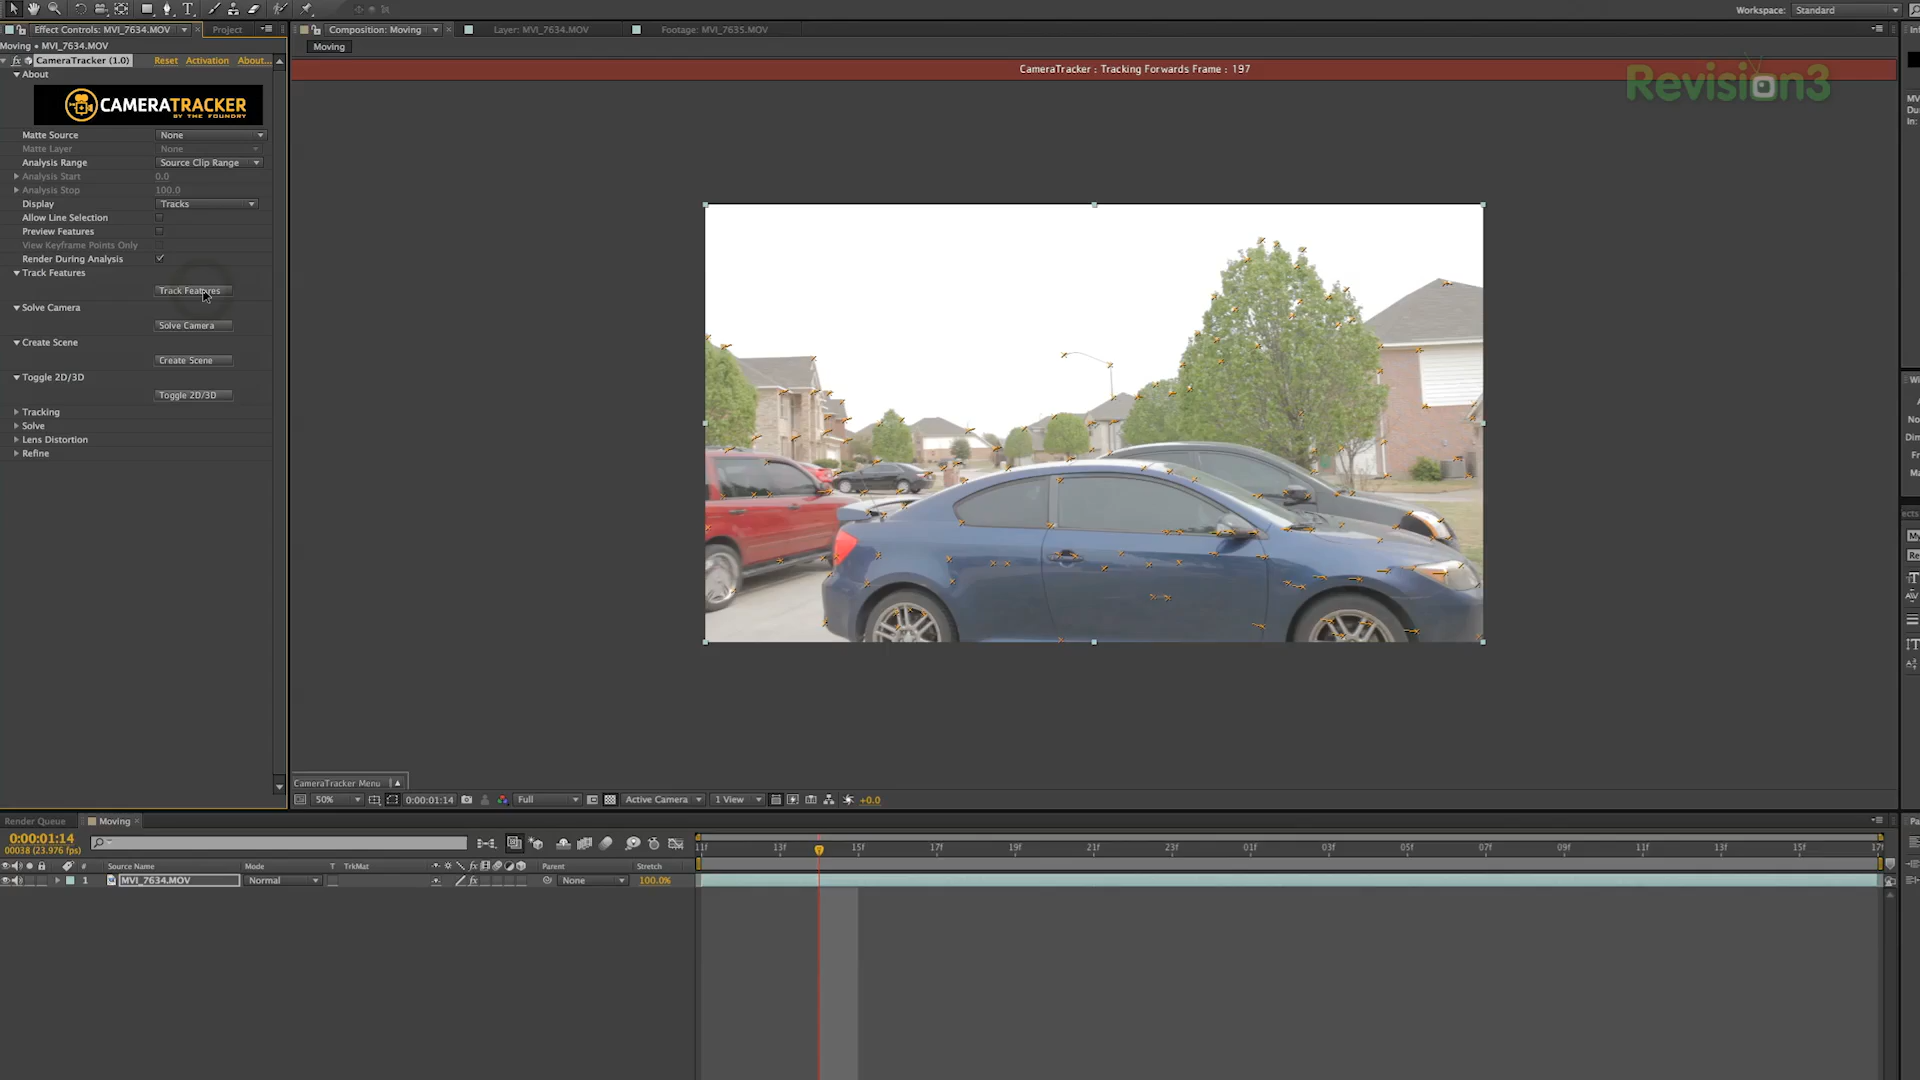 Workspace: Standard
Effect Controls: MVI_7634.MOV
Project
Composition: Moving
Layer: MVI_7634.MOV
Footage: MVI_7635.MOV
Moving • MVI_7634.MOV
Moving
fx CameraTracker (1.0) Reset Activation About...
CameraTracker : Tracking Forwards Frame : 197
Revision3
About
CAMERATRACKER
BY THE FOUNDRY
Matte Source None
Matte Layer None
Analysis Range Source Clip Range
Analysis Start 0.0
Analysis Stop 100.0
Display Tracks
Allow Line Selection
Preview Features
View Keyframe Points Only
Render During Analysis
Track Features
Track Features
Solve Camera
Solve Camera
Create Scene
Create Scene
Toggle 2D/3D
Toggle 2D/3D
Tracking
Solve
Lens Distortion
Refine
CameraTracker Menu
50% 0:00:01:14 Full Active Camera 1 View +0.0
Render Queue Moving
0:00:01:14
00038 (23.976 fps)
11f 13f 15f 17f 19f 21f 23f 01f 03f 05f 07f 09f 11f 13f 15f 17f
# Source Name Mode T TrkMat Parent Stretch
1 MVI_7634.MOV Normal None 100.0%